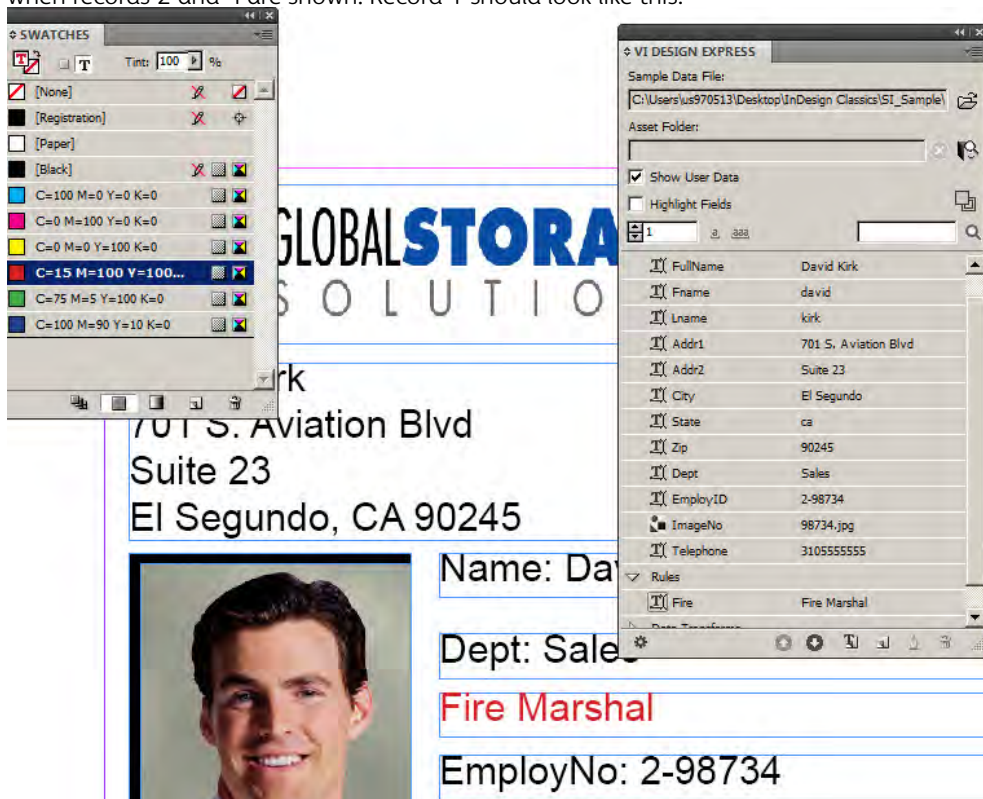 when records 2 and 4 are shown. Record 1 should look like this:
SWATCHES
T Tint: 100 %
[None]
[Registration]
[Paper]
[Black]
C=100 M=0 Y=0 K=0
C=0 M=100 Y=0 K=0
C=0 M=0 Y=100 K=0
C=15 M=100 Y=100...
C=75 M=5 Y=100 K=0
C=100 M=90 Y=10 K=0
GLOBALSTORA
SOLUTIO
rk
701 S. Aviation Blvd
Suite 23
El Segundo, CA 90245
Name: Da
Dept: Sales
Fire Marshal
EmployNo: 2-98734
VI DESIGN EXPRESS
Sample Data File:
C:\Users\us970513\Desktop\InDesign Classics\SI_Sample\
Asset Folder:
Show User Data
Highlight Fields
1 a aaa
FullName David Kirk
Fname david
Lname kirk
Addr1 701 S. Aviation Blvd
Addr2 Suite 23
City El Segundo
State ca
Zip 90245
Dept Sales
EmployID 2-98734
ImageNo 98734.jpg
Telephone 3105555555
Rules
Fire Fire Marshal